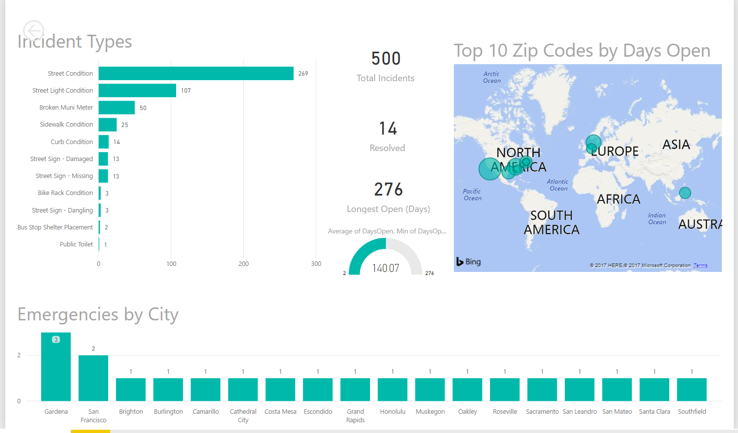 Incident Types
Street Condition 269
Street Light Condition 107
Broken Muni Meter 50
Sidewalk Condition 25
Curb Condition 14
Street Sign - Damaged 13
Street Sign - Missing 13
Bike Rack Condition 3
Street Sign - Dangling 3
Bus Stop Shelter Placement 2
Public Toilet 1
0 100 200 300
500
Total Incidents
14
Resolved
276
Longest Open (Days)
Average of DaysOpen, Min of DaysOp...
140.07
2 276
Top 10 Zip Codes by Days Open
Arctic
Ocean
NORTH
AMERICA
EUROPE
ASIA
Pacific
Ocean
Atlantic
Ocean
AFRICA
SOUTH
AMERICA
Indian
Ocean
AUSTRA
Bing
© 2017 HERE © 2017 Microsoft Corporation Terms
Emergencies by City
2
0
3 2 1 1 1 1 1 1 1 1 1 1 1 1 1 1 1 1
Gardena
San
Francisco
Brighton
Burlington
Camarillo
Cathedral
City
Costa Mesa
Escondido
Grand
Rapids
Honolulu
Muskegon
Oakley
Roseville
Sacramento
San Leandro
San Mateo
Santa Clara
Southfield